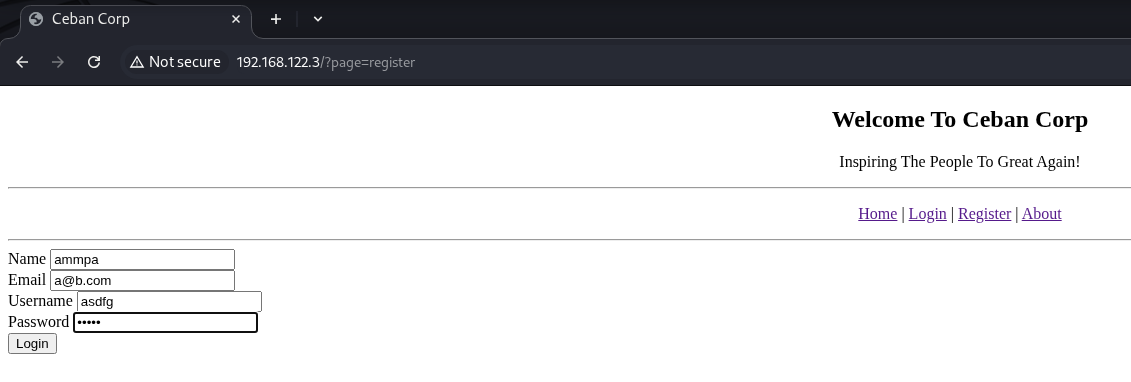 Ceban Corp
Not secure 192.168.122.3/?page=register
Welcome To Ceban Corp
Inspiring The People To Great Again!
Home | Login | Register | About
Name ammpa
Email a@b.com
Username asdfg
Password •••••
Login